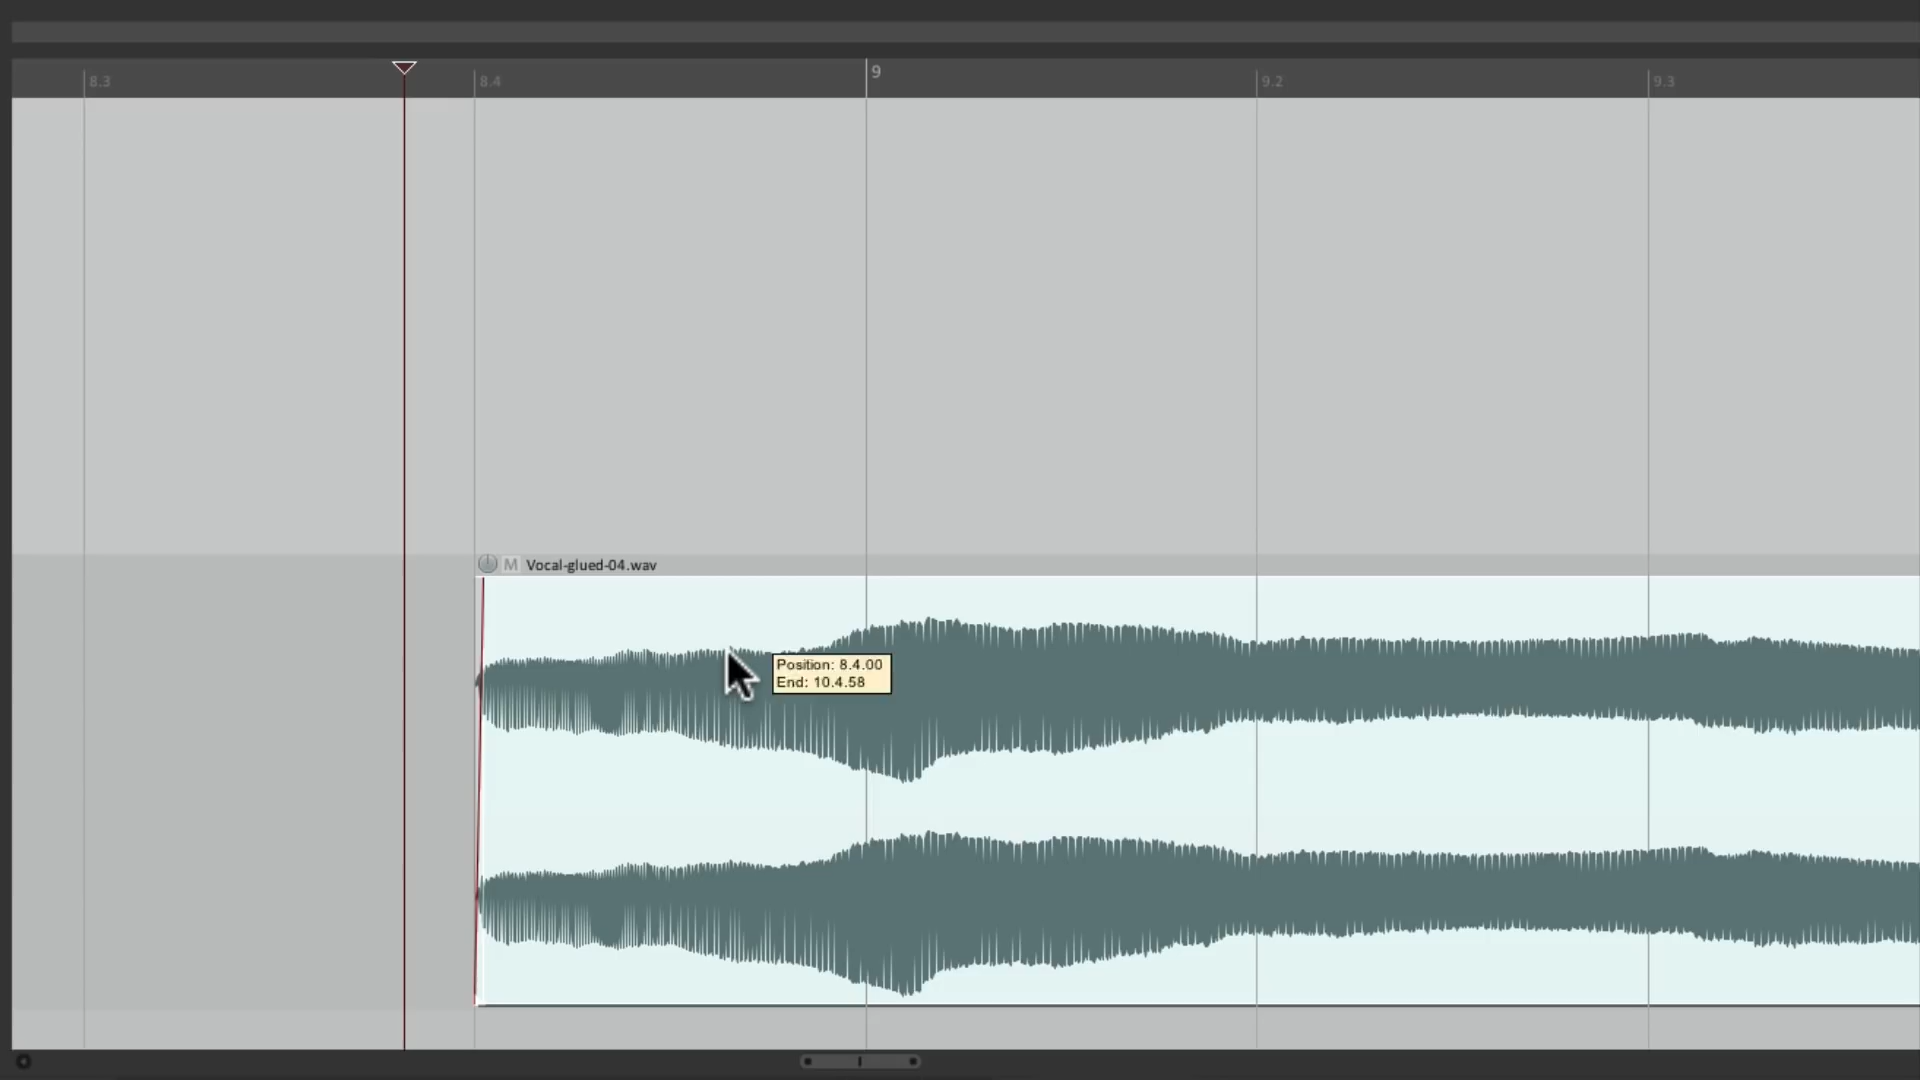 8.3
8.4
9
9.2
9.3
M Vocal-glued-04.wav
Position: 8.4.00
End: 10.4.58